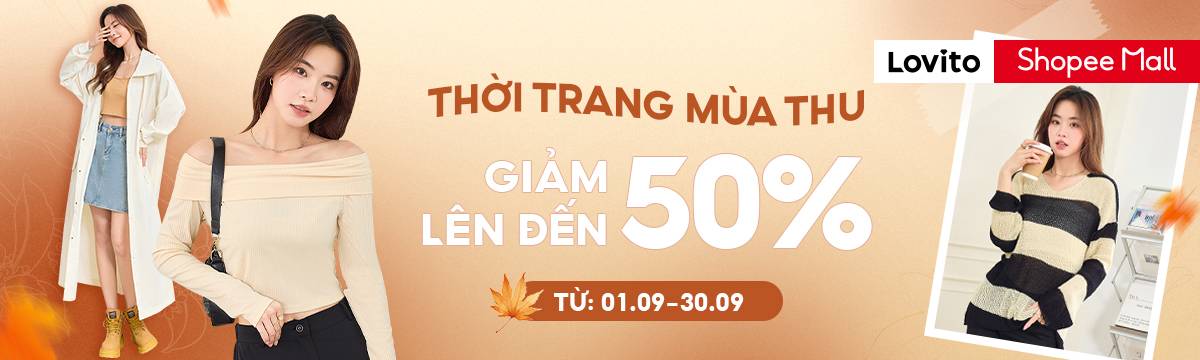 Lovito
Shopee Mall
THỜI TRANG MÙA THU
GIẢM
LÊN ĐẾN
50%
TỪ: 01.09-30.09